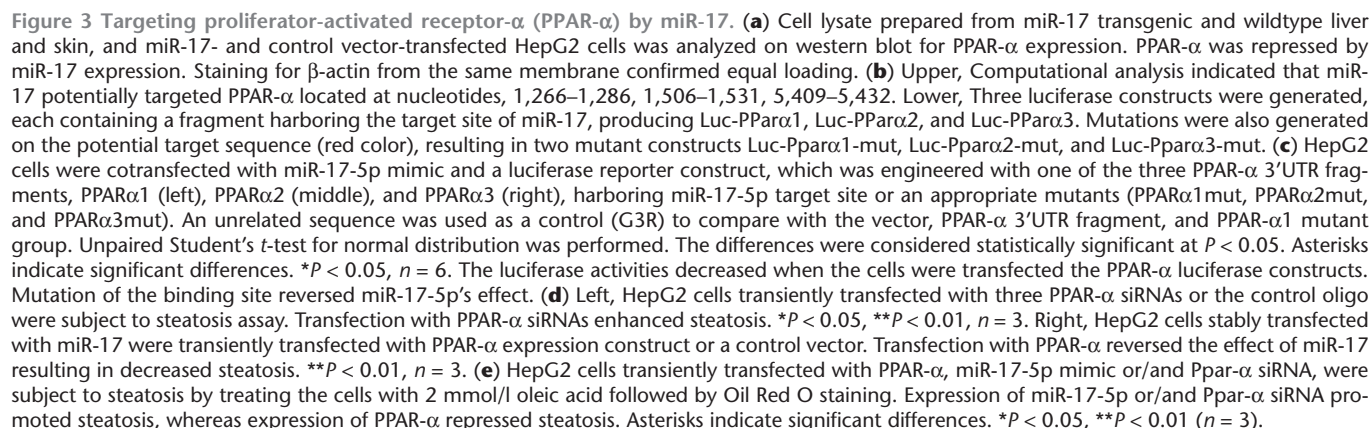 Figure 3 Targeting proliferator-activated receptor-α (PPAR-α) by miR-17. (a) Cell lysate prepared from miR-17 transgenic and wildtype liver
and skin, and miR-17- and control vector-transfected HepG2 cells was analyzed on western blot for PPAR-α expression. PPAR-α was repressed by
miR-17 expression. Staining for β-actin from the same membrane confirmed equal loading. (b) Upper, Computational analysis indicated that miR-
17 potentially targeted PPAR-α located at nucleotides, 1,266–1,286, 1,506–1,531, 5,409–5,432. Lower, Three luciferase constructs were generated,
each containing a fragment harboring the target site of miR-17, producing Luc-PParα1, Luc-PParα2, and Luc-PParα3. Mutations were also generated
on the potential target sequence (red color), resulting in two mutant constructs Luc-Pparα1-mut, Luc-Pparα2-mut, and Luc-Pparα3-mut. (c) HepG2
cells were cotransfected with miR-17-5p mimic and a luciferase reporter construct, which was engineered with one of the three PPAR-α 3’UTR frag-
ments, PPARα1 (left), PPARα2 (middle), and PPARα3 (right), harboring miR-17-5p target site or an appropriate mutants (PPARα1mut, PPARα2mut,
and PPARα3mut). An unrelated sequence was used as a control (G3R) to compare with the vector, PPAR-α 3’UTR fragment, and PPAR-α1 mutant
group. Unpaired Student’s t-test for normal distribution was performed. The differences were considered statistically significant at P < 0.05. Asterisks
indicate significant differences. *P < 0.05, n = 6. The luciferase activities decreased when the cells were transfected the PPAR-α luciferase constructs.
Mutation of the binding site reversed miR-17-5p’s effect. (d) Left, HepG2 cells transiently transfected with three PPAR-α siRNAs or the control oligo
were subject to steatosis assay. Transfection with PPAR-α siRNAs enhanced steatosis. *P < 0.05, **P < 0.01, n = 3. Right, HepG2 cells stably transfected
with miR-17 were transiently transfected with PPAR-α expression construct or a control vector. Transfection with PPAR-α reversed the effect of miR-17
resulting in decreased steatosis. **P < 0.01, n = 3. (e) HepG2 cells transiently transfected with PPAR-α, miR-17-5p mimic or/and Ppar-α siRNA, were
subject to steatosis by treating the cells with 2 mmol/l oleic acid followed by Oil Red O staining. Expression of miR-17-5p or/and Ppar-α siRNA pro-
moted steatosis, whereas expression of PPAR-α repressed steatosis. Asterisks indicate significant differences. *P < 0.05, **P < 0.01 (n = 3).